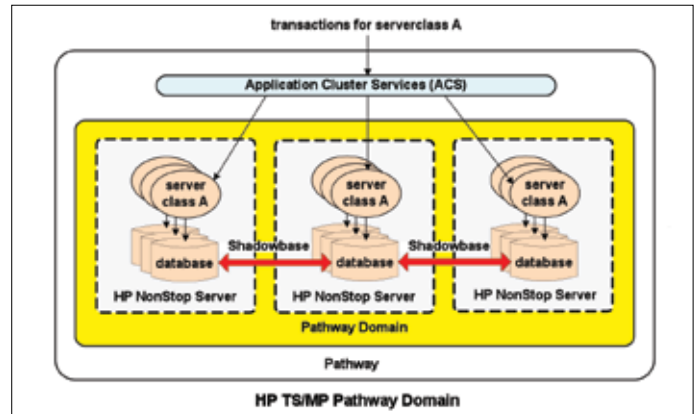 transactions for serverclass A
Application Cluster Services (ACS)
server
class A
server
class A
server
class A
Shadowbase
Shadowbase
database
database
database
HP NonStop Server
HP NonStop Server
HP NonStop Server
Pathway Domain
Pathway
HP TS/MP Pathway Domain